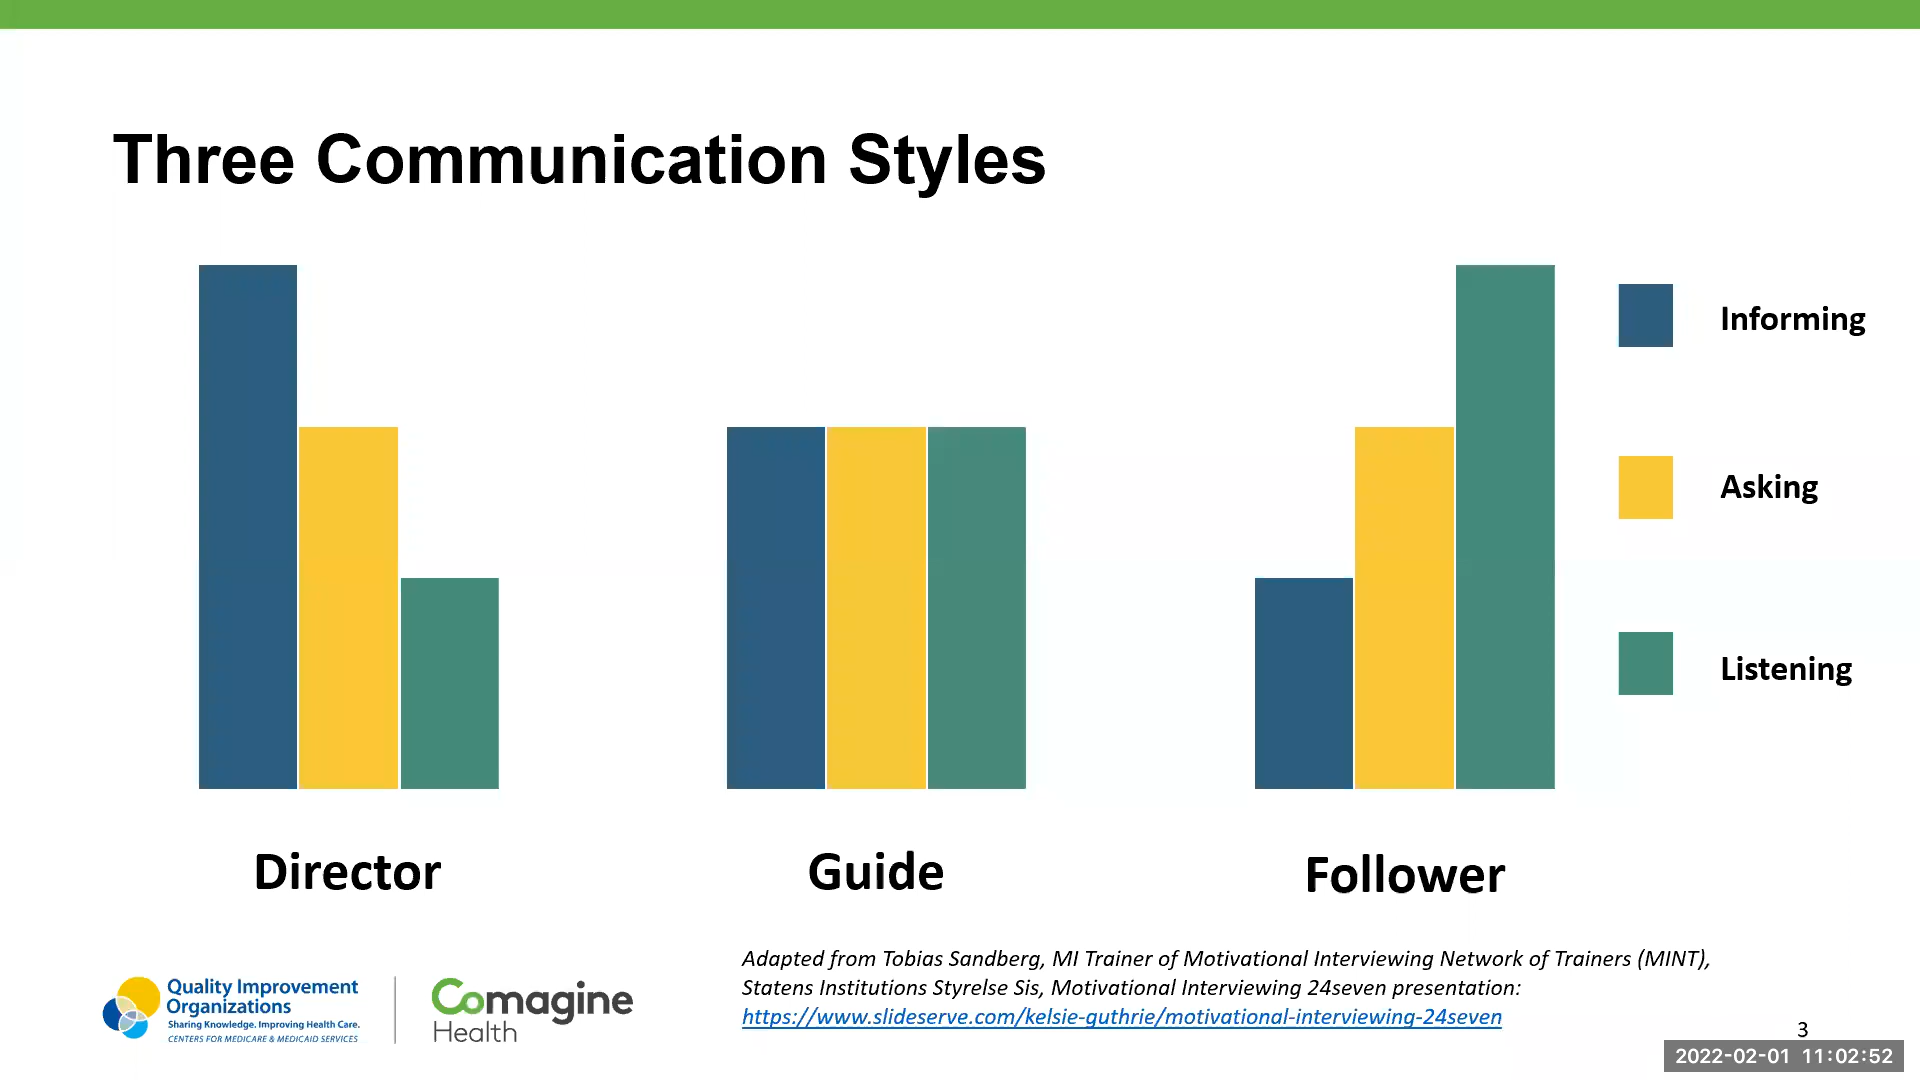 Three Communication Styles
Informing
Asking
Listening
Director
Guide
Follower
Adapted from Tobias Sandberg, MI Trainer of Motivational Interviewing Network of Trainers (MINT),
Statens Institutions Styrelse Sis, Motivational Interviewing 24seven presentation:
https://www.slideserve.com/kelsie-guthrie/motivational-interviewing-24seven
Quality Improvement
Organizations
Sharing Knowledge. Improving Health Care.
CENTERS FOR MEDICARE & MEDICAID SERVICES
Comagine
Health
3
2022-02-01 11:02:52